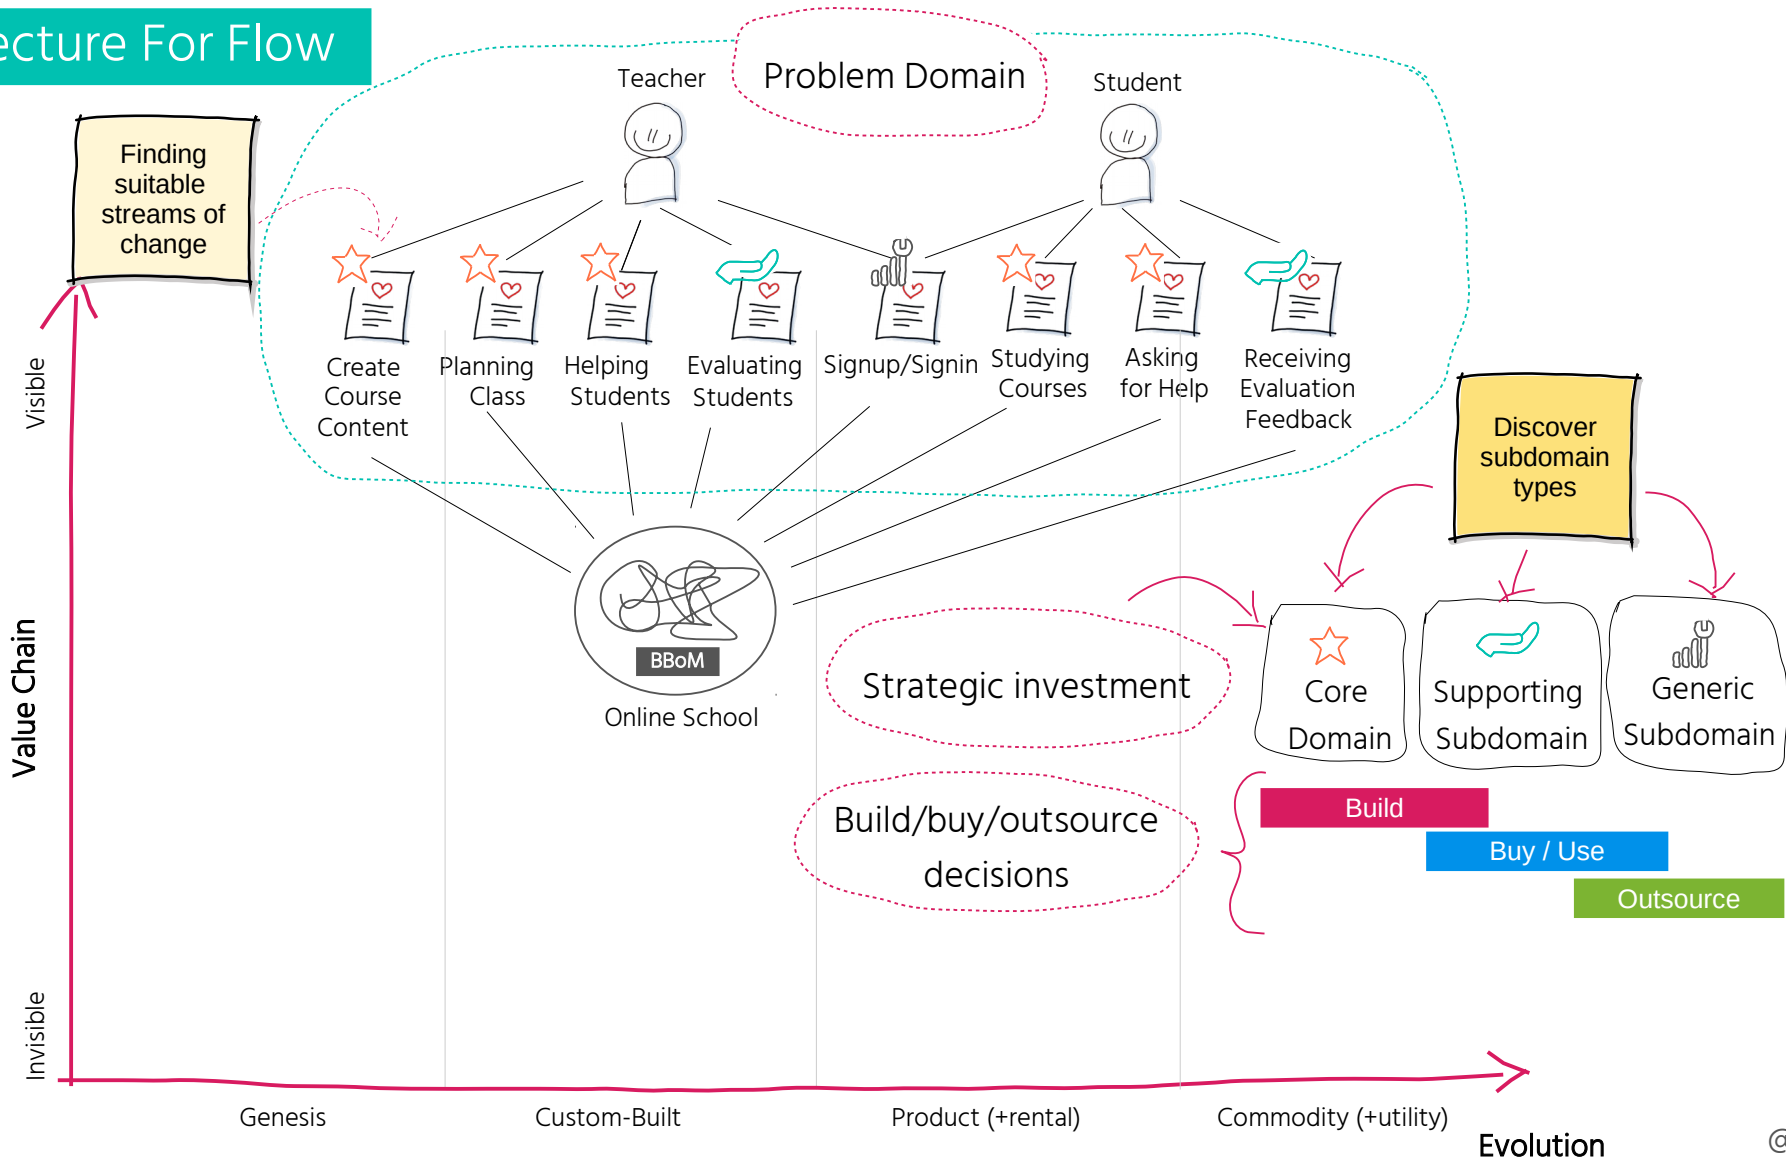 ecture For Flow
Problem Domain
Teacher
Student
Finding
suitable
streams of
change
Create
Course
Content
Planning
Class
Helping
Students
Evaluating
Students
Signup/Signin
Studying
Courses
Asking
for Help
Receiving
Evaluation
Feedback
Discover
subdomain
types
Visible
Value Chain
Invisible
BBoM
Online School
Strategic investment
Core
Domain
Supporting
Subdomain
Generic
Subdomain
Build/buy/outsource
decisions
Build
Buy / Use
Outsource
Genesis
Custom-Built
Product (+rental)
Commodity (+utility)
Evolution
@